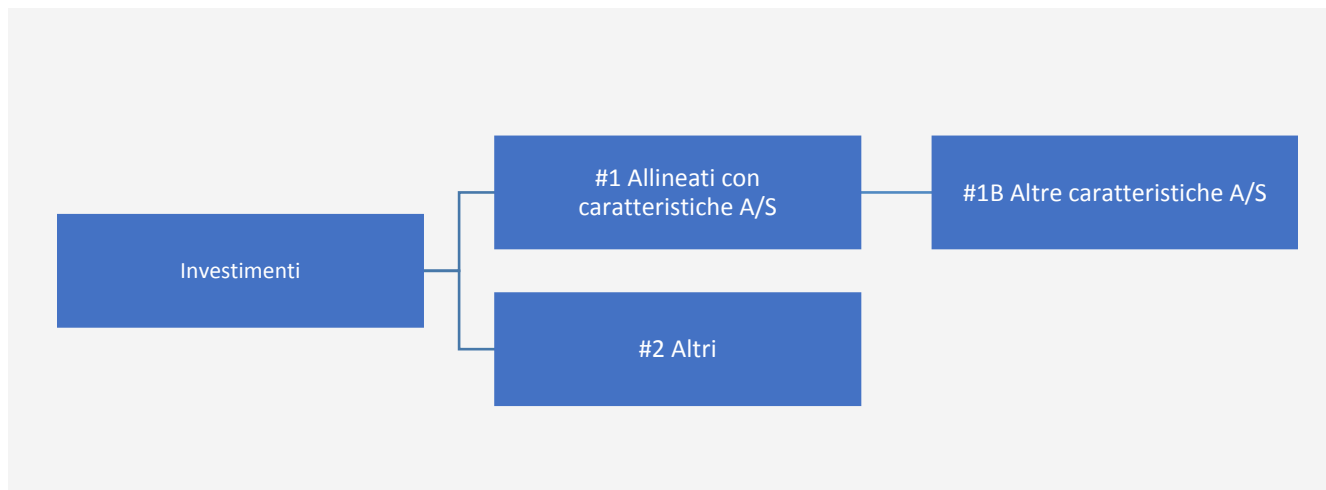 Investimenti
#1 Allineati con
caratteristiche A/S
#1B Altre caratteristiche A/S
#2 Altri